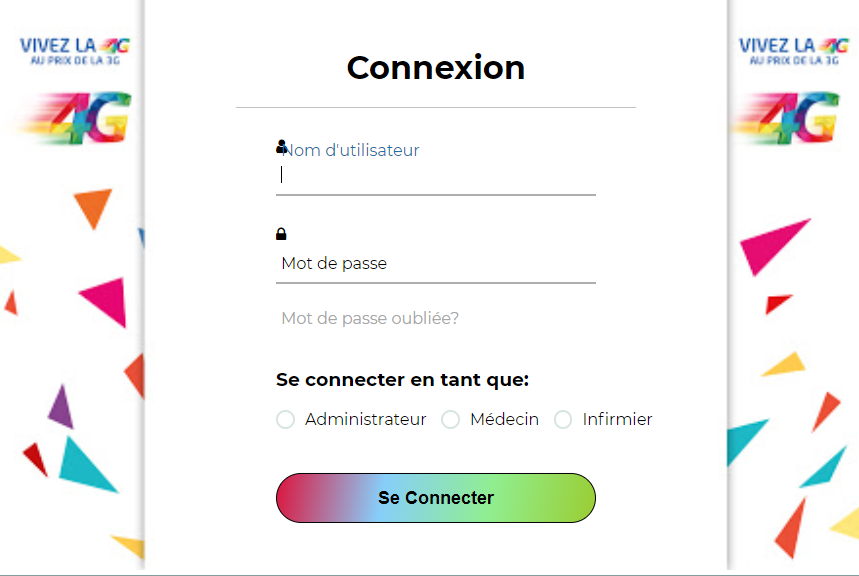 VIVEZ LA 4G
AU PRIX DE LA 3G
4G
VIVEZ LA 4G
AU PRIX DE LA 3G
4G
Connexion
Nom d'utilisateur
Mot de passe
Mot de passe oubliée?
Se connecter en tant que:
Administrateur Médecin Infirmier
Se Connecter